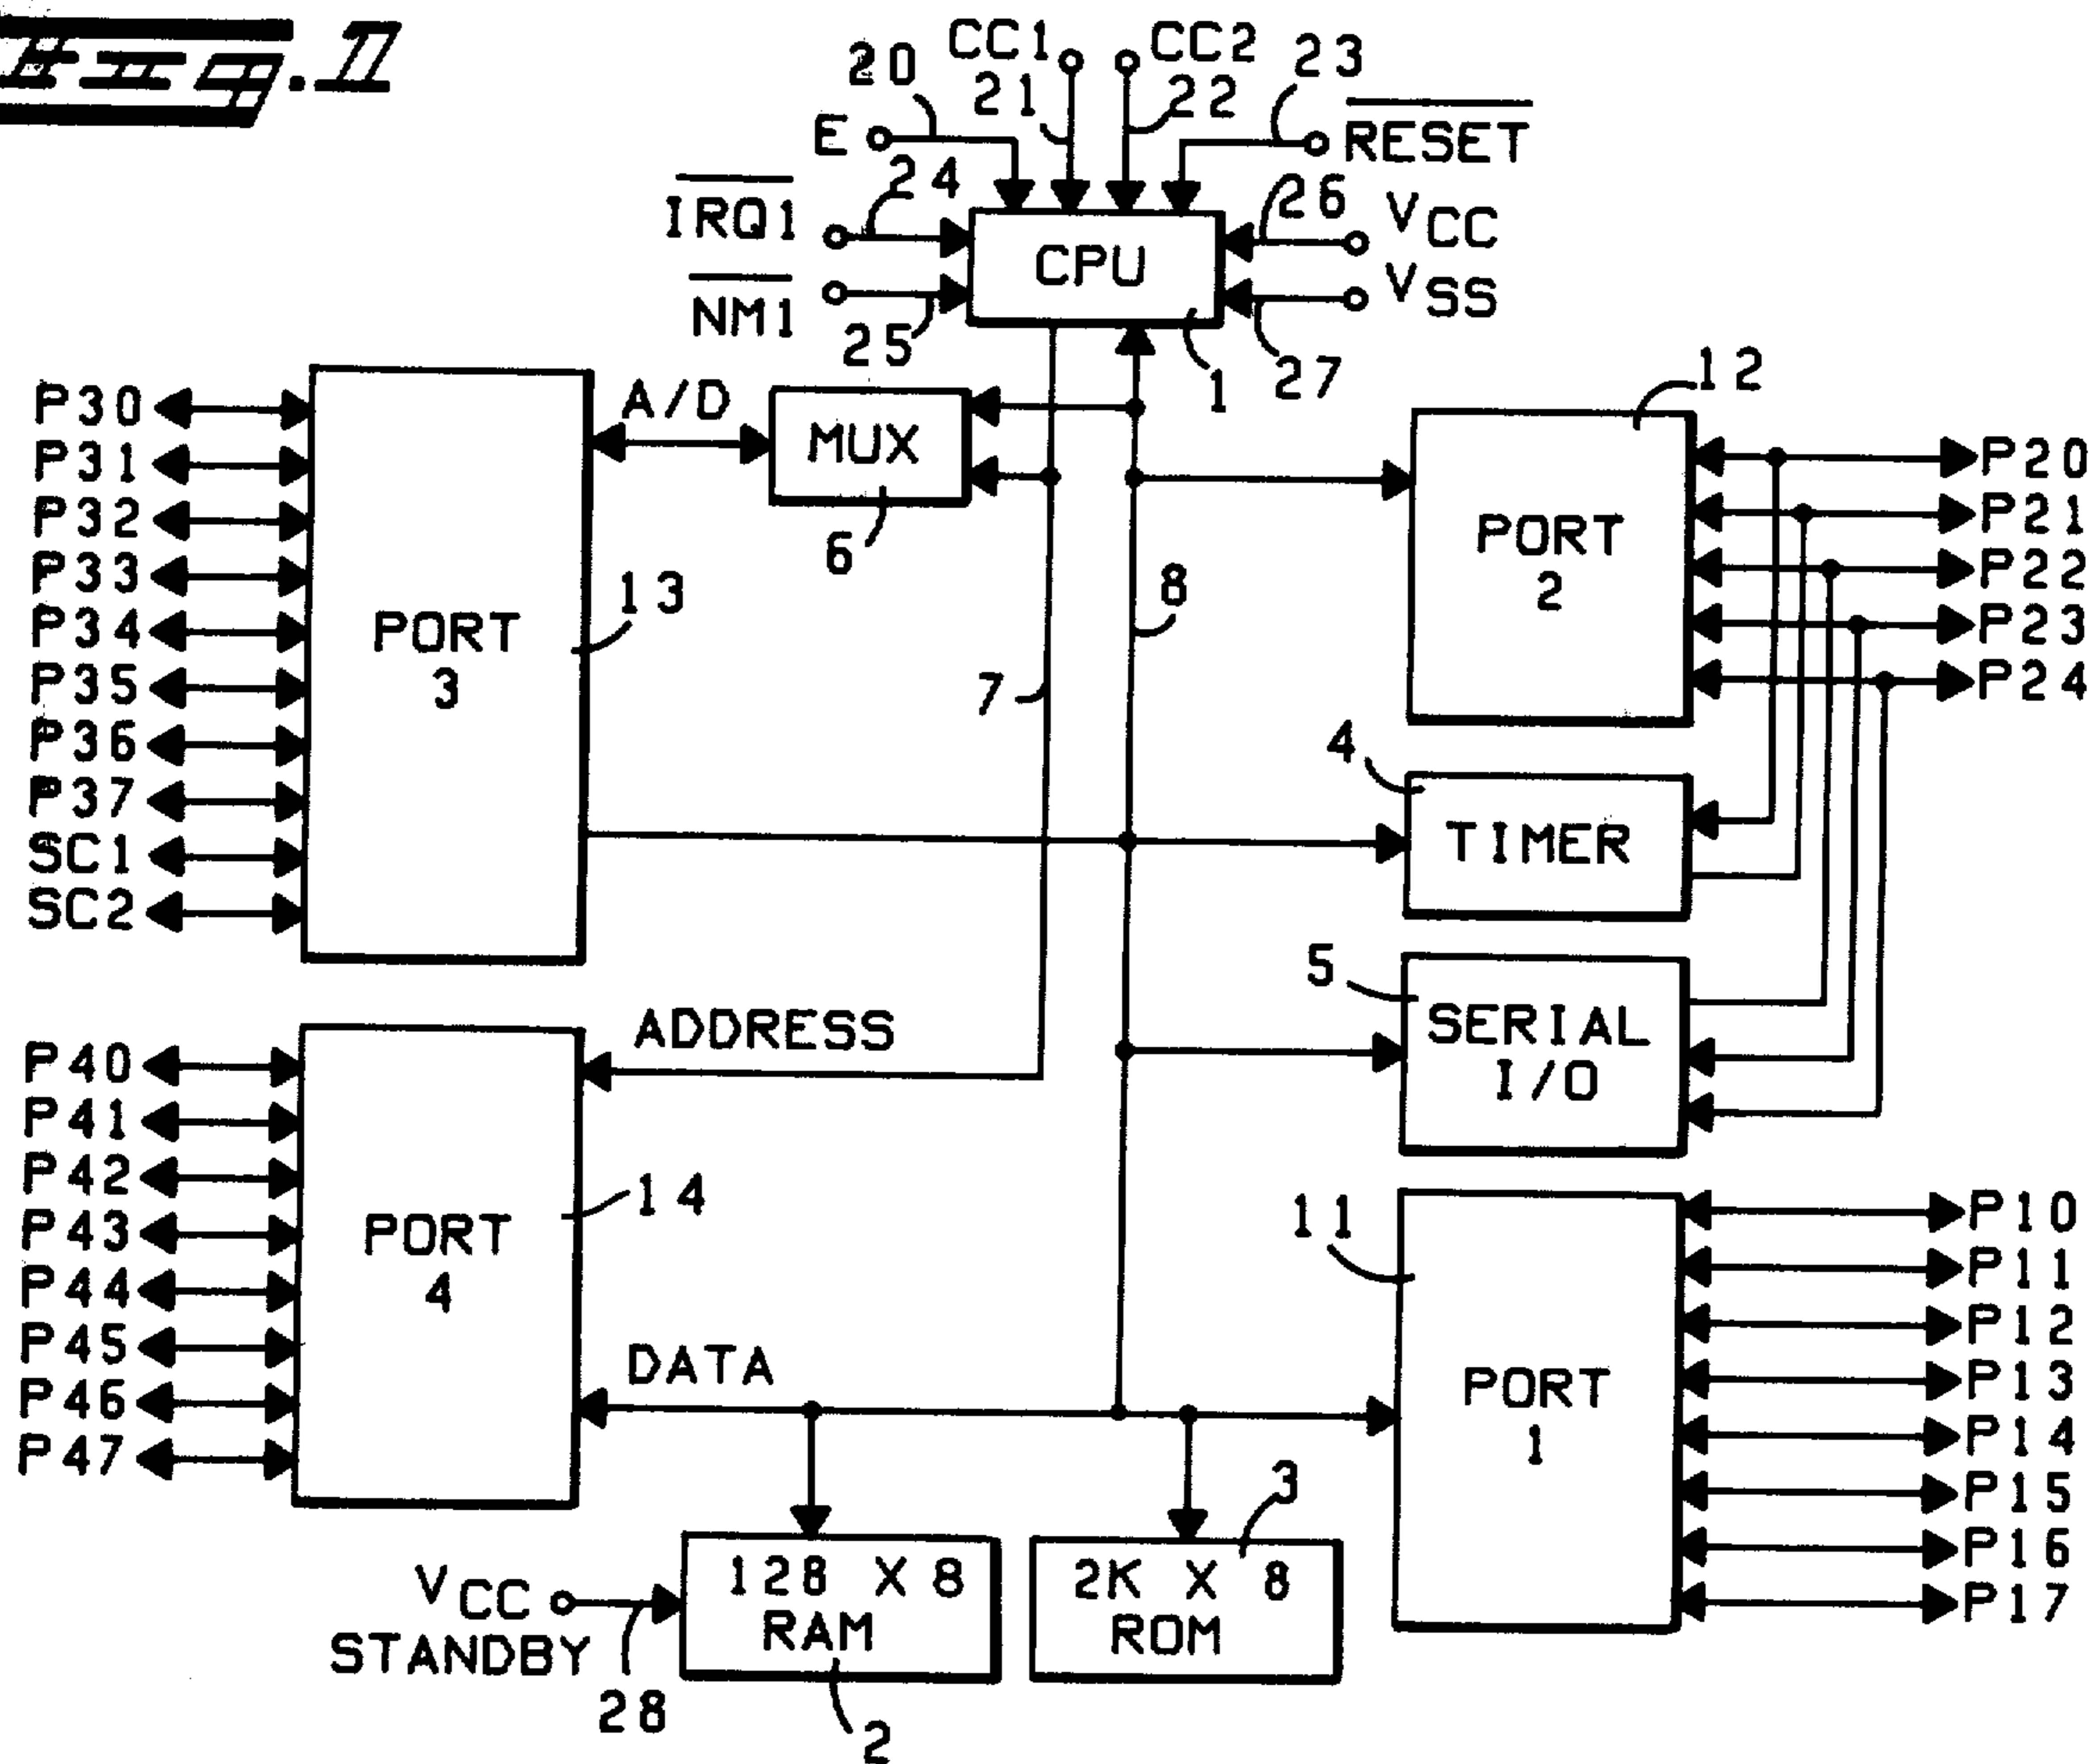 Fig. II
CC1
CC2
20
21
22
23
E
RESET
24
IRQ1
26
VCC
CPU
NM1
VSS
25
1
27
12
P30
A/D
MUX
P31
P32
P33
6
13
8
P34
PORT
3
P35
7
P36
P37
SC1
SC2
PORT
2
P20
P21
P22
P23
P24
4
TIMER
5
SERIAL
I/O
ADDRESS
P40
P41
P42
14
P43
PORT
4
P44
P45
DATA
P46
P47
11
P10
P11
P12
P13
PORT
1
P14
P15
P16
P17
3
128 X 8
RAM
2K X 8
ROM
VCC
STANDBY
28
2